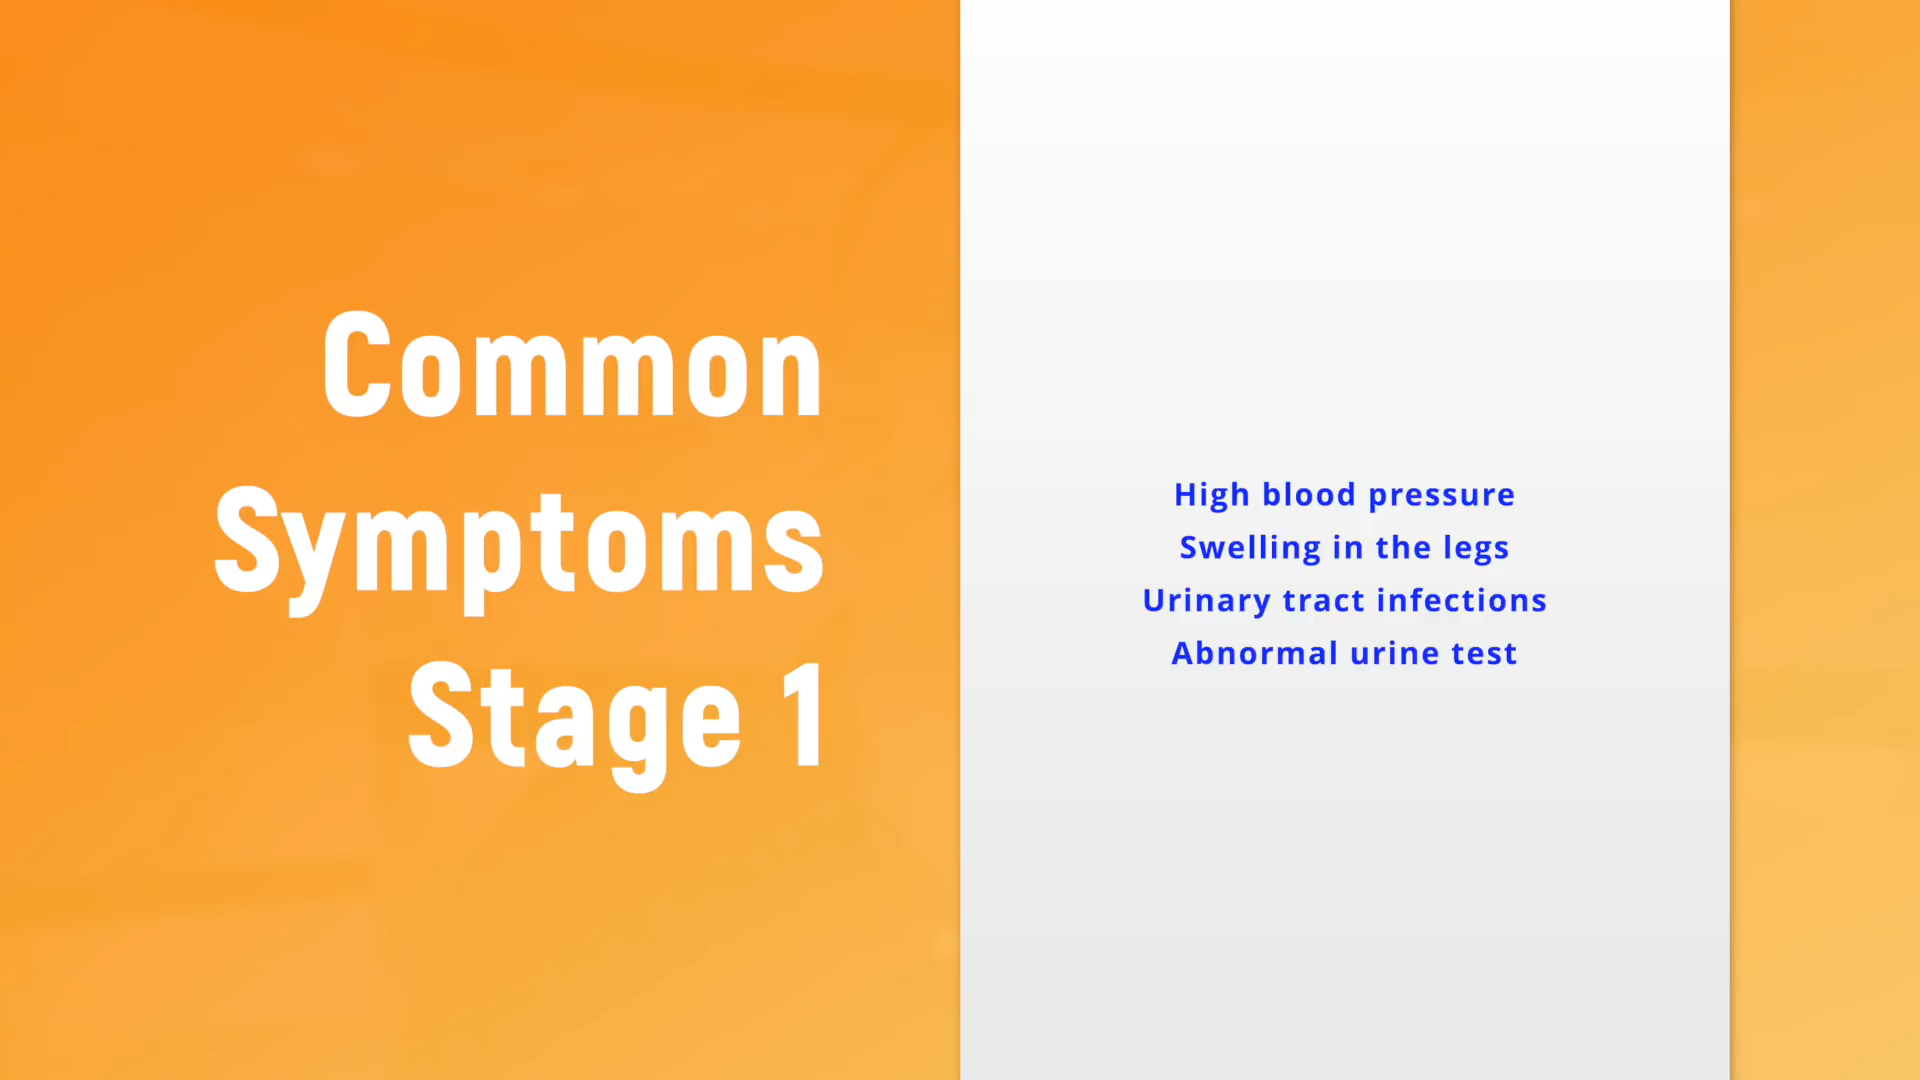 Common
Symptoms
Stage 1
High blood pressure
Swelling in the legs
Urinary tract infections
Abnormal urine test